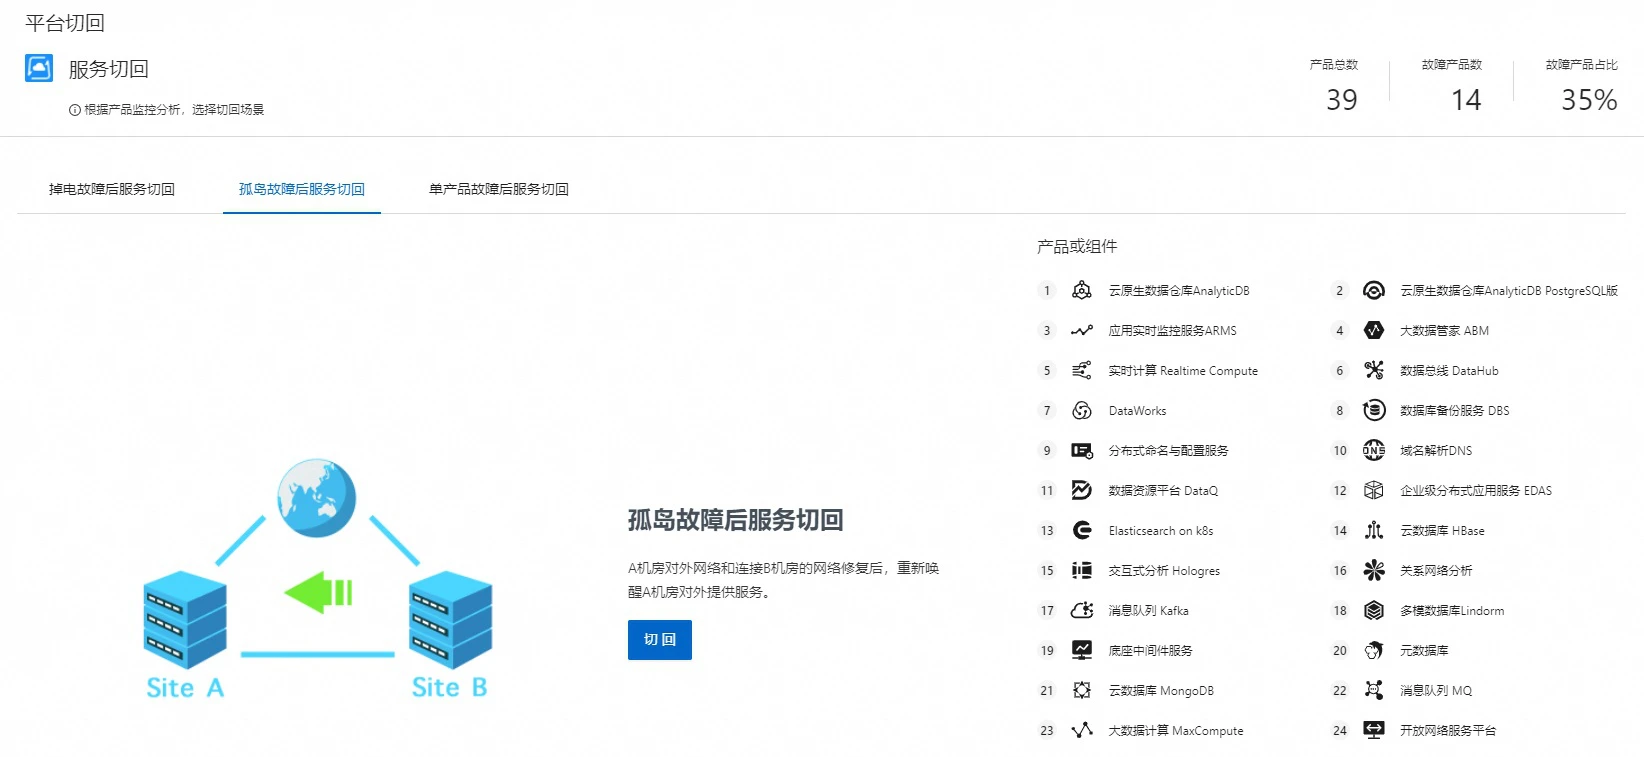 平台切回
服务切回
根据产品监控分析，选择切回场景
产品总数
39
故障产品数
14
故障产品占比
35%
掉电故障后服务切回
孤岛故障后服务切回
单产品故障后服务切回
Site A
Site B
孤岛故障后服务切回
A机房对外网络和连接B机房的网络修复后，重新唤
醒A机房对外提供服务。
切 回
产品或组件
1 云原生数据仓库AnalyticDB
2 云原生数据仓库AnalyticDB PostgreSQL版
3 应用实时监控服务ARMS
4 大数据管家 ABM
5 实时计算 Realtime Compute
6 数据总线 DataHub
7 DataWorks
8 数据库备份服务 DBS
9 分布式命名与配置服务
10 DNS 域名解析DNS
11 数据资源平台 DataQ
12 企业级分布式应用服务 EDAS
13 Elasticsearch on k8s
14 云数据库 HBase
15 交互式分析 Hologres
16 关系网络分析
17 消息队列 Kafka
18 多模数据库Lindorm
19 底座中间件服务
20 元数据库
21 云数据库 MongoDB
22 消息队列 MQ
23 大数据计算 MaxCompute
24 开放网络服务平台